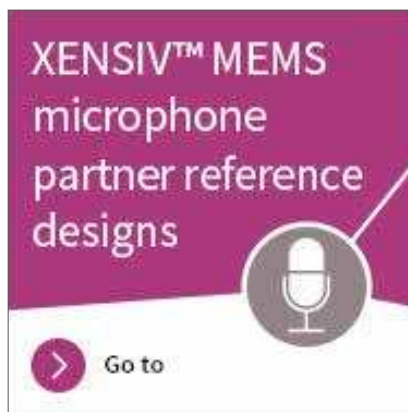 XENSIV™ MEMS
microphone
partner reference
designs
Go to